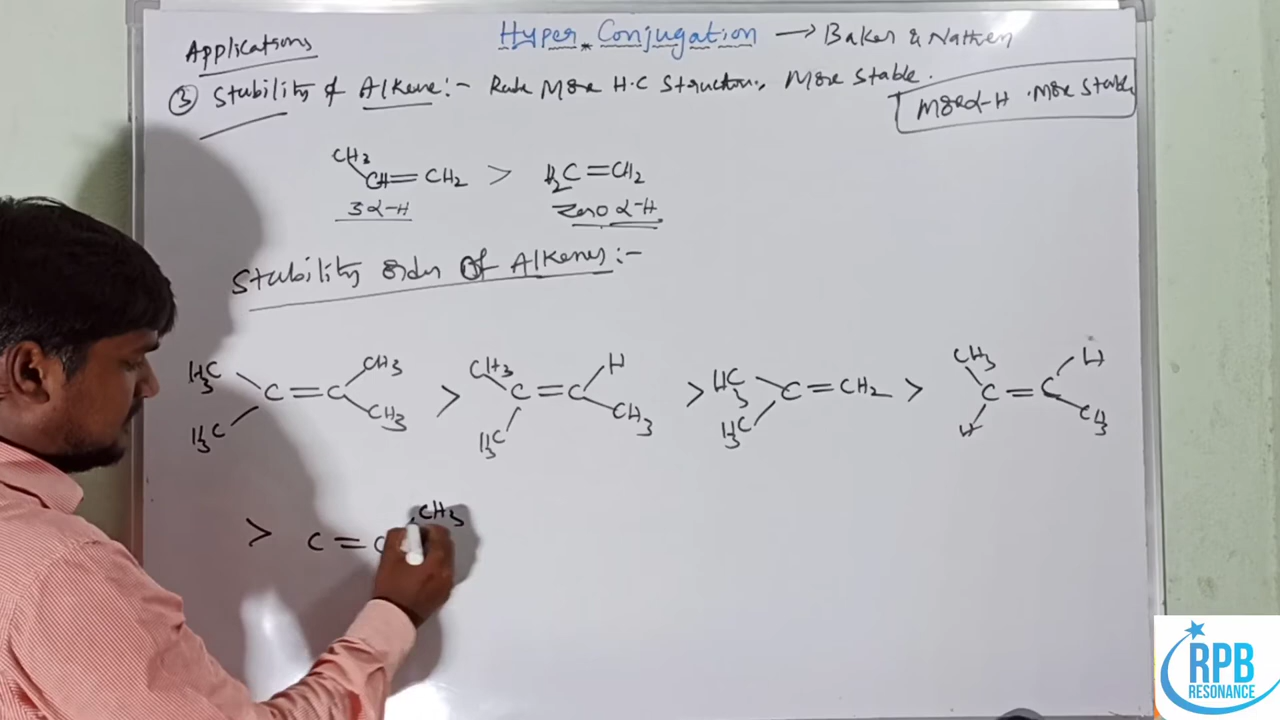 Applications
Hyper Conjugation → Baker & Nathen
③ Stability of Alkene:- Rule More H.C Structures, More stable.
More α-H . More stable
CH3
CH=CH2 > H2C=CH2
3α-H Zero α-H
Stability order of Alkenes:-
H3C CH3 CH3 H H3C CH3 H
C=C > C=C > C=CH2 > C=C
H3C CH3 H3C CH3 H3C H CH3
> C=C CH3
RPB
RESONANCE